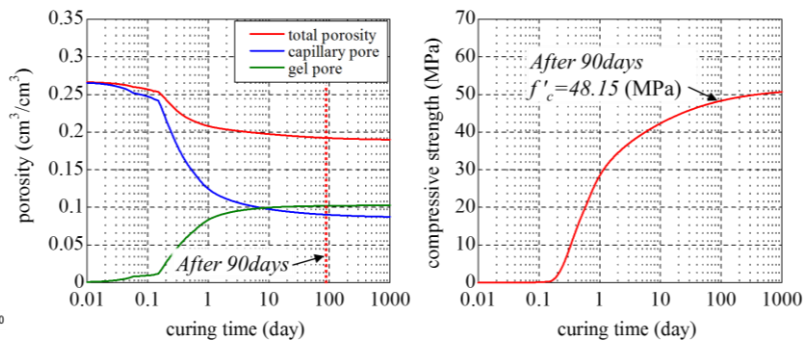 0.35
0.3
0.25
0.2
0.15
0.1
0.05
0
porosity (cm³/cm³)
total porosity
capillary pore
gel pore
After 90days
0.01 0.1 1 10 100 1000
curing time (day)
70
60
50
40
30
20
10
0
compressive strength (MPa)
After 90days
f'c=48.15 (MPa)
0.01 0.1 1 10 100 1000
curing time (day)